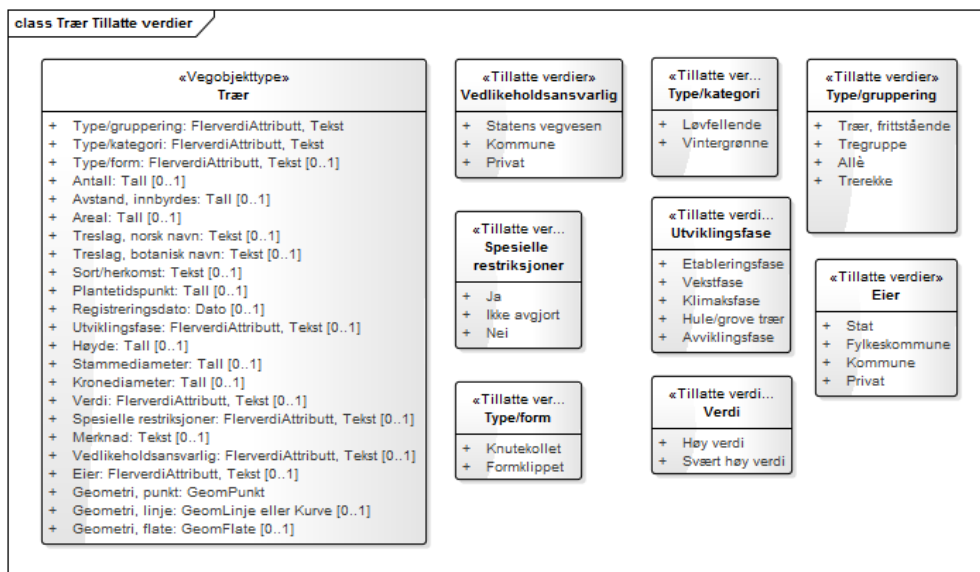 class Trær Tillatte verdier
«Vegobjekttype»
Trær
+ Type/gruppering: FlerverdiAttributt, Tekst
+ Type/kategori: FlerverdiAttributt, Tekst
+ Type/form: FlerverdiAttributt, Tekst [0..1]
+ Antall: Tall [0..1]
+ Avstand, innbyrdes: Tall [0..1]
+ Areal: Tall [0..1]
+ Treslag, norsk navn: Tekst [0..1]
+ Treslag, botanisk navn: Tekst [0..1]
+ Sort/herkomst: Tekst [0..1]
+ Plantetidspunkt: Tall [0..1]
+ Registreringsdato: Dato [0..1]
+ Utviklingsfase: FlerverdiAttributt, Tekst [0..1]
+ Høyde: Tall [0..1]
+ Stammediameter: Tall [0..1]
+ Kronediameter: Tall [0..1]
+ Verdi: FlerverdiAttributt, Tekst [0..1]
+ Spesielle restriksjoner: FlerverdiAttributt, Tekst [0..1]
+ Merknad: Tekst [0..1]
+ Vedlikeholdsansvarlig: FlerverdiAttributt, Tekst [0..1]
+ Eier: FlerverdiAttributt, Tekst [0..1]
+ Geometri, punkt: GeomPunkt
+ Geometri, linje: GeomLinje eller Kurve [0..1]
+ Geometri, flate: GeomFlate [0..1]
«Tillatte verdier»
Vedlikeholdsansvarlig
+ Statens vegvesen
+ Kommune
+ Privat
«Tillatte ver...
Type/kategori
+ Løvfellende
+ Vintergrønne
«Tillatte verdier»
Type/gruppering
+ Trær, frittstående
+ Tregruppe
+ Allè
+ Trerekke
«Tillatte ver...
Spesielle
restriksjoner
+ Ja
+ Ikke avgjort
+ Nei
«Tillatte verdi...
Utviklingsfase
+ Etableringsfase
+ Vekstfase
+ Klimaksfase
+ Hule/grove trær
+ Avviklingsfase
«Tillatte verdier»
Eier
+ Stat
+ Fylkeskommune
+ Kommune
+ Privat
«Tillatte ver...
Type/form
+ Knutekollet
+ Formklippet
«Tillatte verdi...
Verdi
+ Høy verdi
+ Svært høy verdi